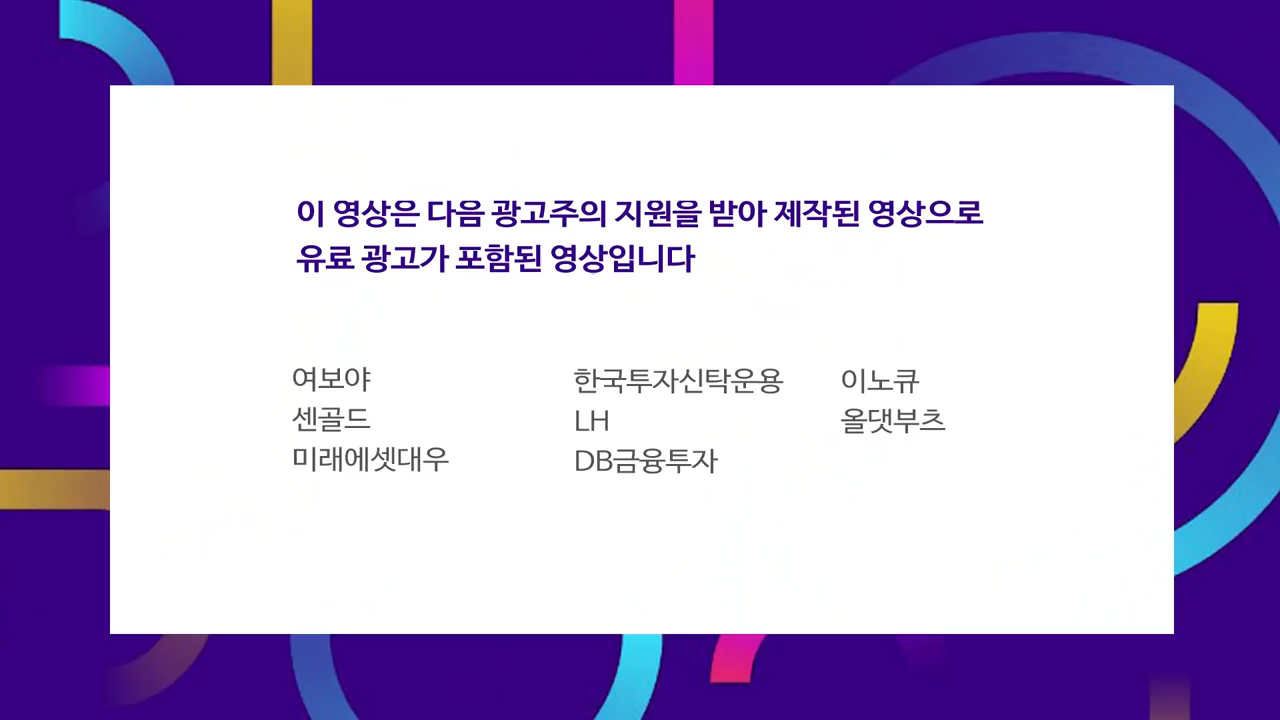 이 영상은 다음 광고주의 지원을 받아 제작된 영상으로
유료 광고가 포함된 영상입니다
여보야
센골드
미래에셋대우
한국투자신탁운용
LH
DB금융투자
이노큐
올댓부츠